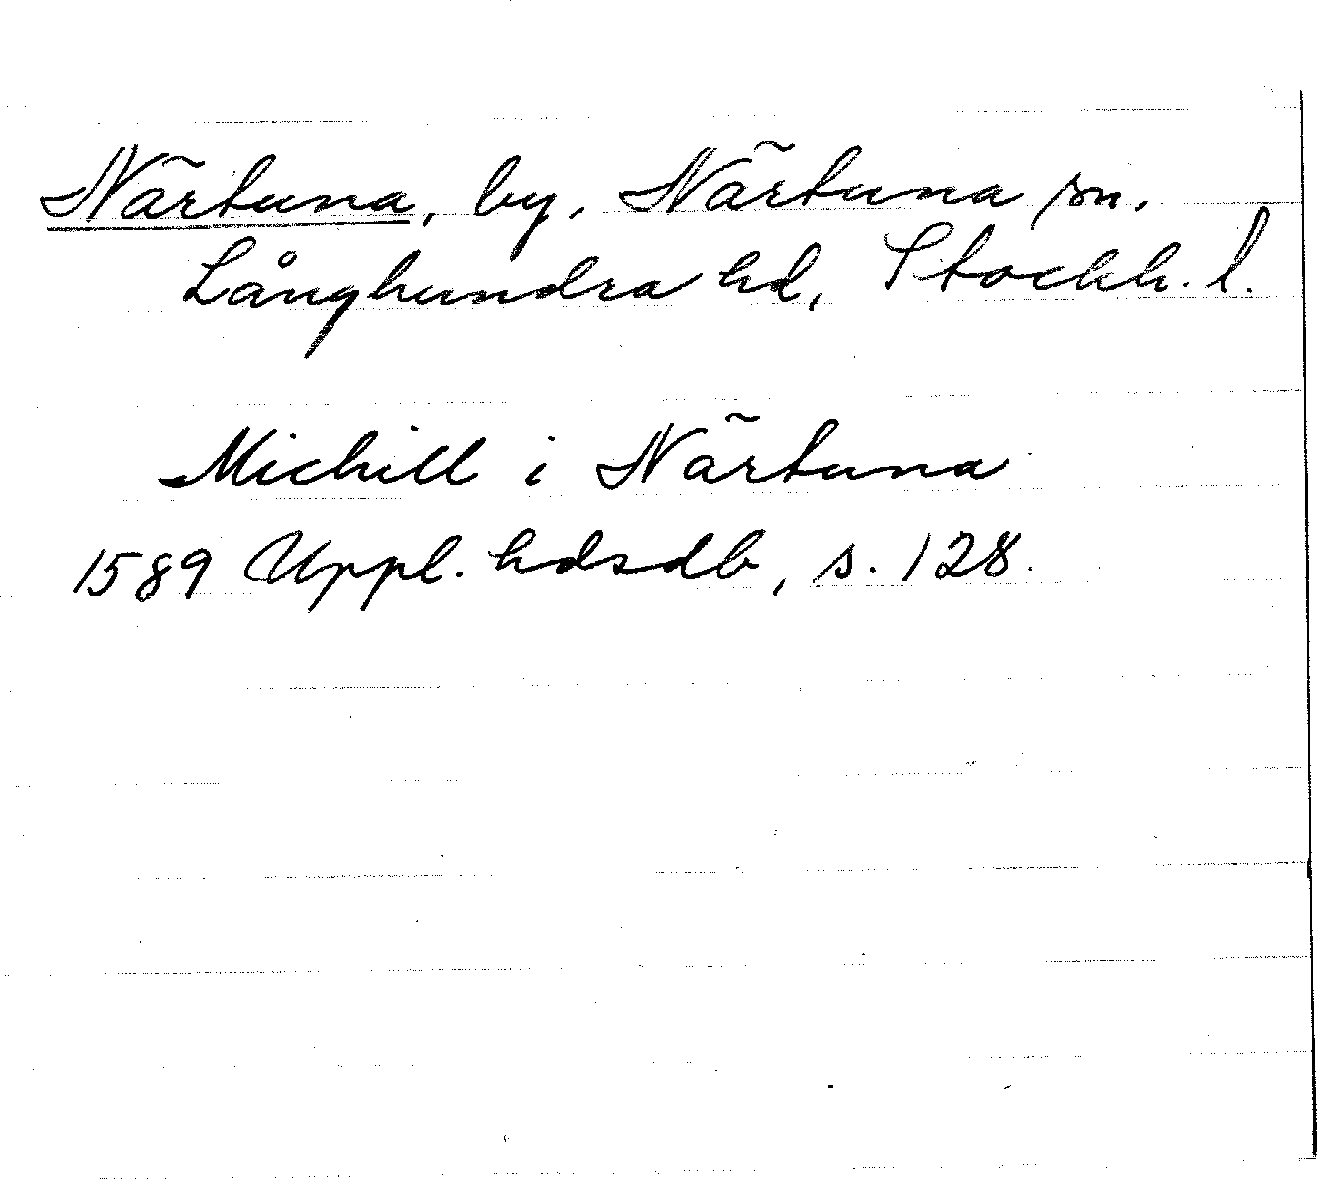 Närtuna, by, Närtuna sn.
Långhundra hd, Stockh. l.
Michill i Närtuna
1589 Uppl. hdsdb, s. 128.